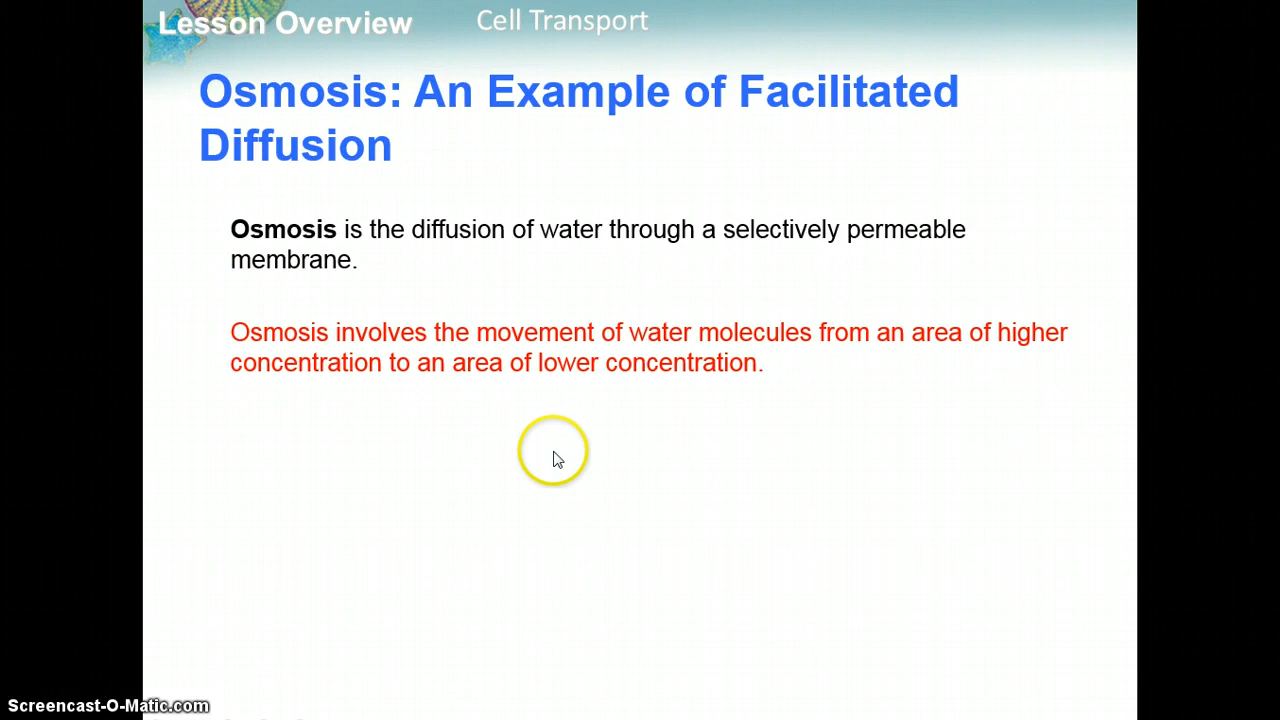 Lesson Overview Cell Transport
Osmosis: An Example of Facilitated
Diffusion
Osmosis is the diffusion of water through a selectively permeable
membrane.
Osmosis involves the movement of water molecules from an area of higher
concentration to an area of lower concentration.
Screencast-O-Matic.com